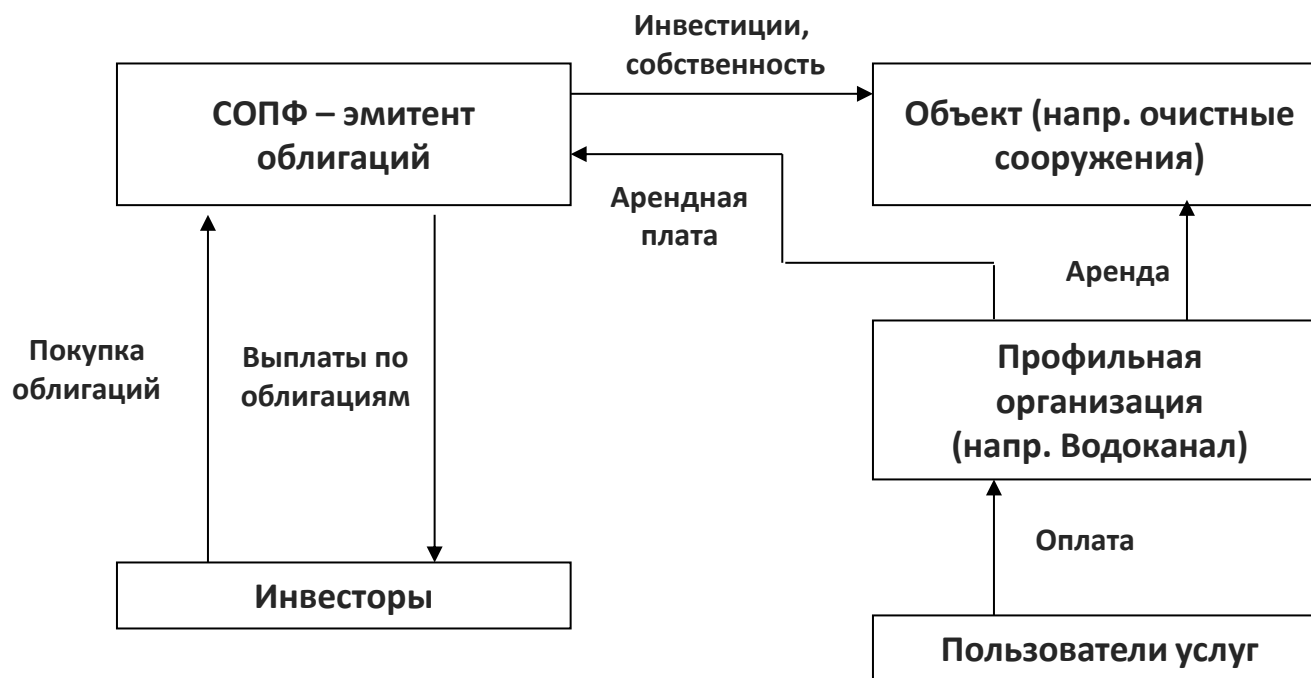 Инвестиции,
собственность
СОПФ – эмитент
облигаций
Объект (напр. очистные
сооружения)
Арендная
плата
Аренда
Покупка
облигаций
Выплаты по
облигациям
Профильная
организация
(напр. Водоканал)
Оплата
Инвесторы
Пользователи услуг